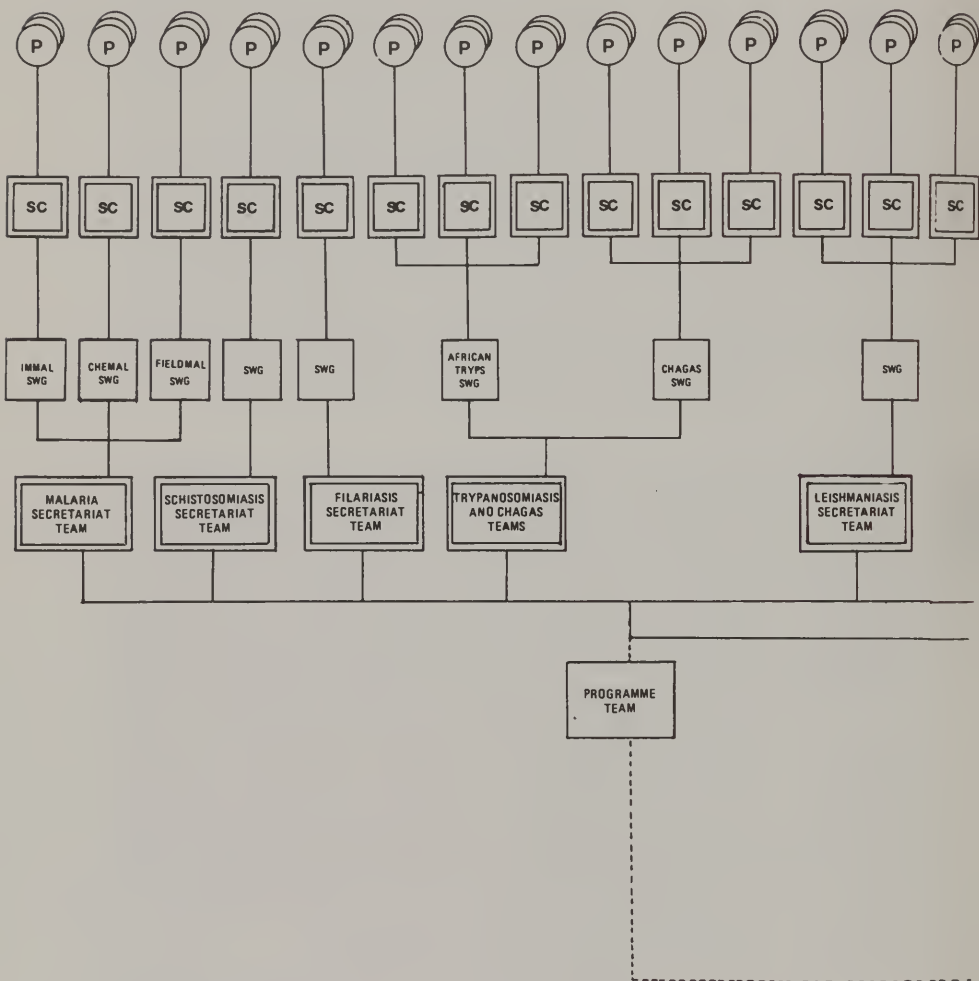 P P P P P P P P P P P P P P
SC SC SC SC SC SC SC SC SC SC SC SC SC SC
IMMAL
SWG
CHEMAL
SWG
FIELDMAL
SWG
SWG
SWG
AFRICAN
TRYPS
SWG
CHAGAS
SWG
SWG
MALARIA
SECRETARIAT
TEAM
SCHISTOSOMIASIS
SECRETARIAT
TEAM
FILARIASIS
SECRETARIAT
TEAM
TRYPANOSOMIASIS
AND CHAGAS
TEAMS
LEISHMANIASIS
SECRETARIAT
TEAM
PROGRAMME
TEAM